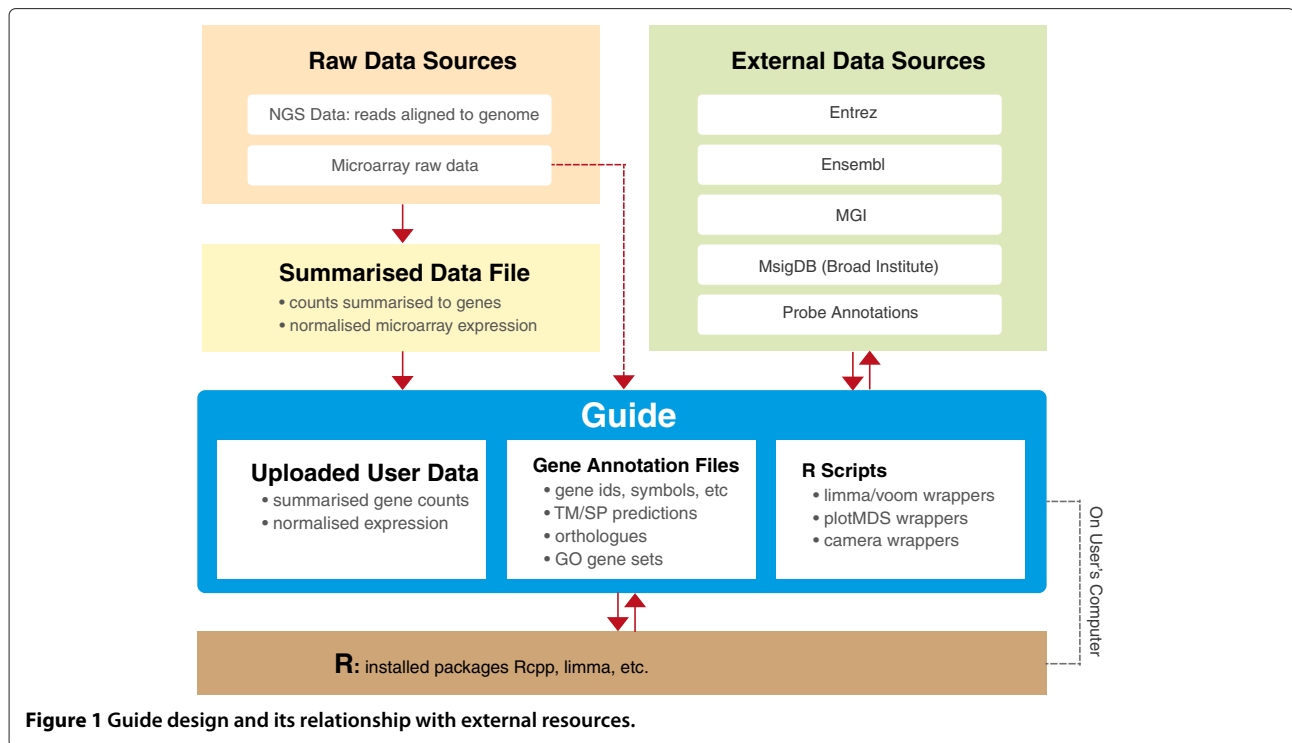 Raw Data Sources
NGS Data: reads aligned to genome
Microarray raw data
External Data Sources
Entrez
Ensembl
MGI
MsigDB (Broad Institute)
Probe Annotations
Summarised Data File
• counts summarised to genes
• normalised microarray expression
Guide
Uploaded User Data
• summarised gene counts
• normalised expression
Gene Annotation Files
• gene ids, symbols, etc
• TM/SP predictions
• orthologues
• GO gene sets
R Scripts
• limma/voom wrappers
• plotMDS wrappers
• camera wrappers
On User's Computer
R: installed packages Rcpp, limma, etc.
Figure 1 Guide design and its relationship with external resources.